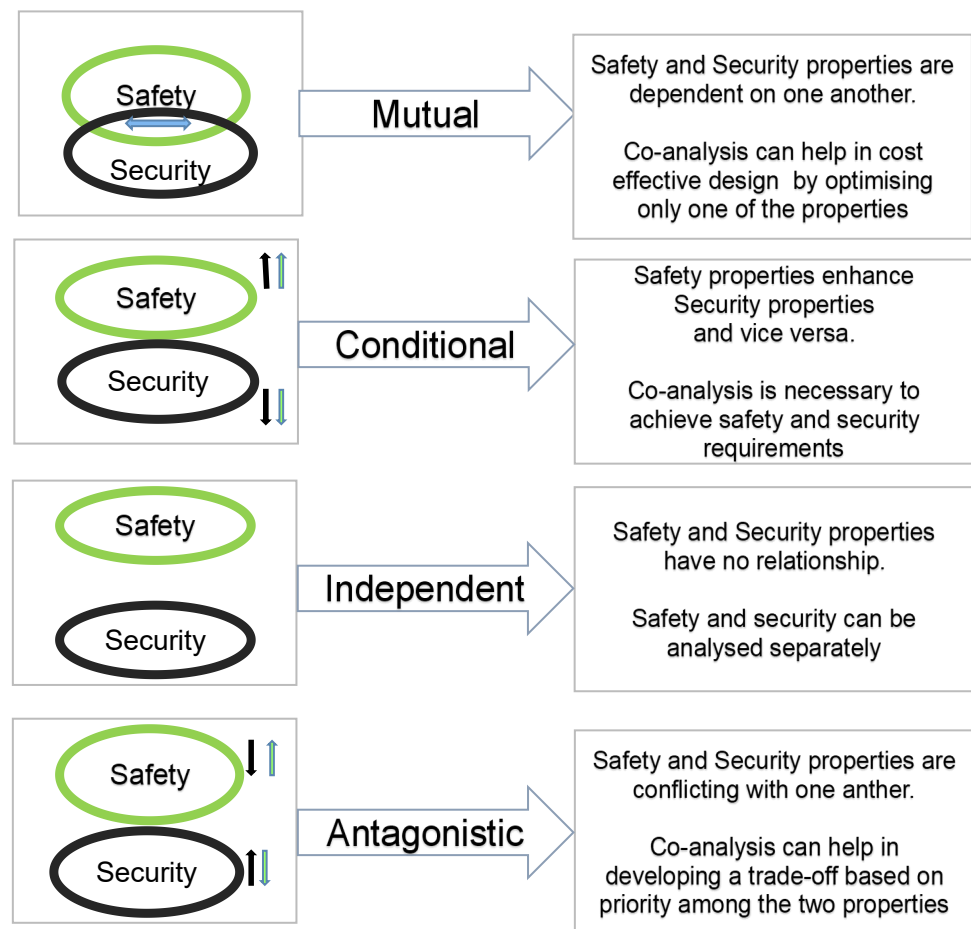 Safety
Security
Mutual
Safety and Security properties are
dependent on one another.
Co-analysis can help in cost
effective design by optimising
only one of the properties
Safety
Security
Conditional
Safety properties enhance
Security properties
and vice versa.
Co-analysis is necessary to
achieve safety and security
requirements
Safety
Security
Independent
Safety and Security properties
have no relationship.
Safety and security can be
analysed separately
Safety
Security
Antagonistic
Safety and Security properties are
conflicting with one anther.
Co-analysis can help in
developing a trade-off based on
priority among the two properties